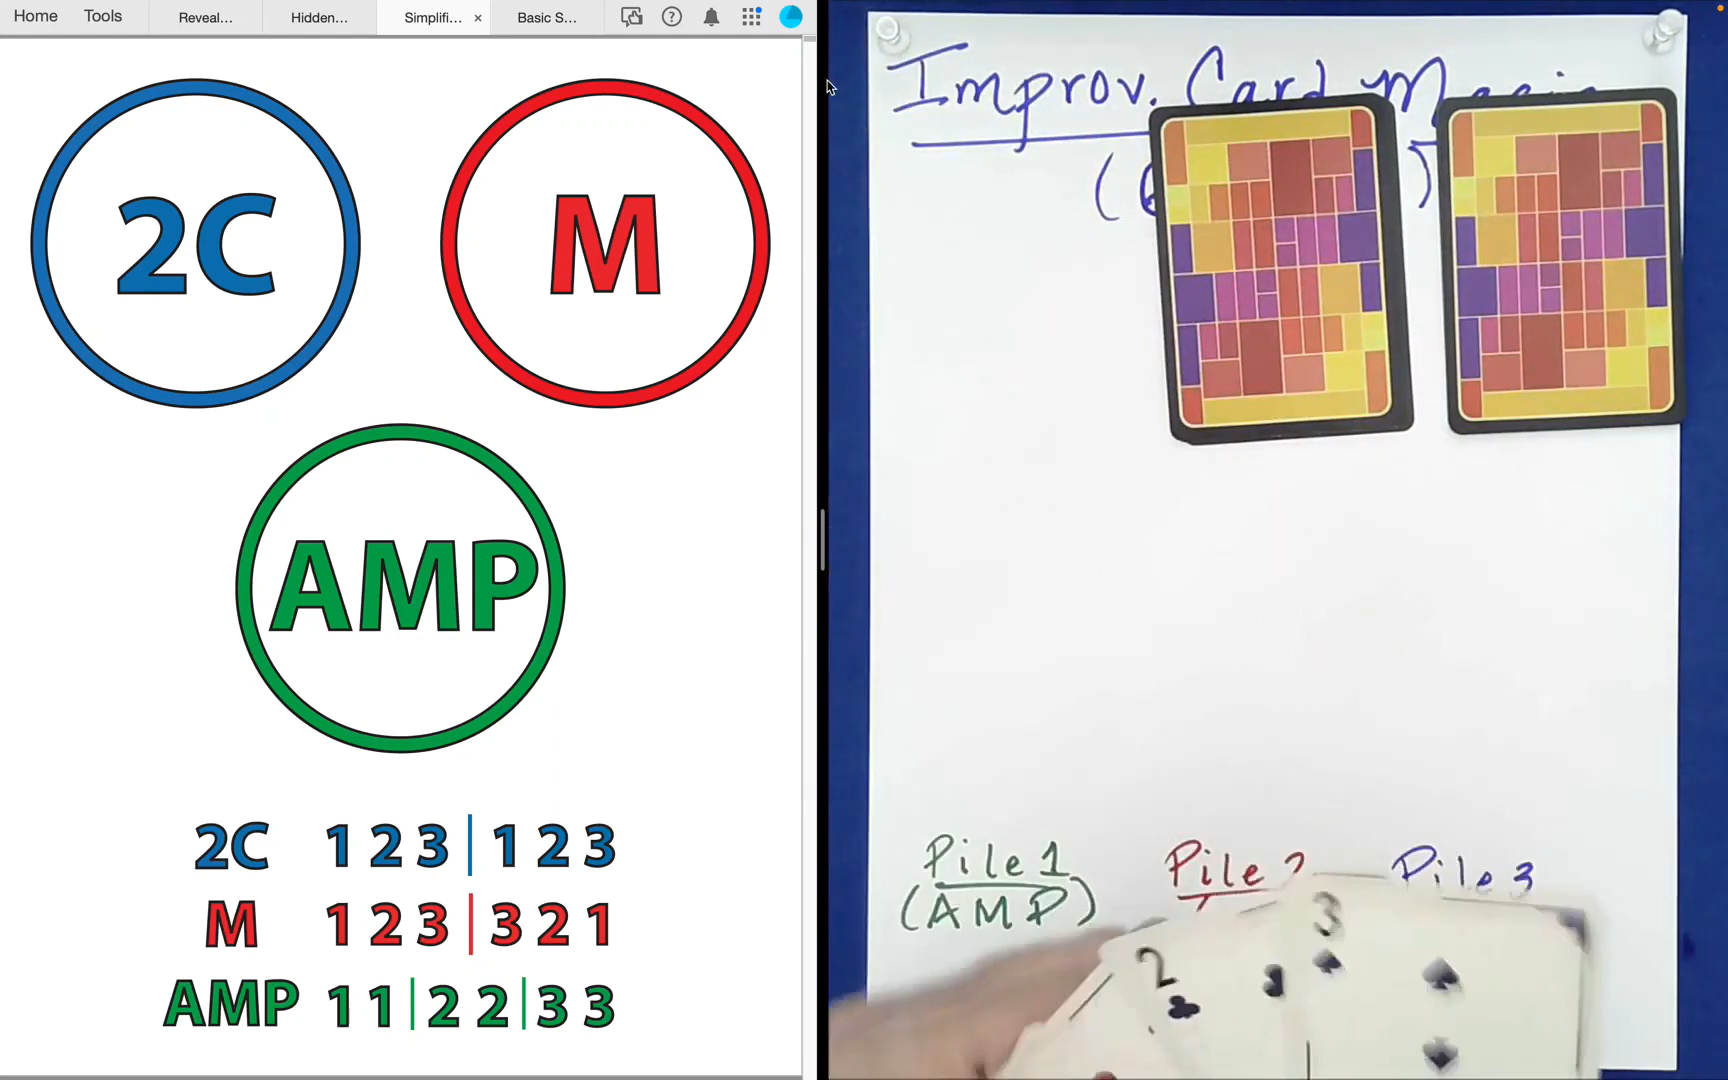 Home Tools Reveal... Hidden... Simplifi... × Basic S...
2C
M
AMP
2C 1 2 3 | 1 2 3
M 1 2 3 | 3 2 1
AMP 1 1 | 2 2 | 3 3
Improv. Card
(
)
Pile 1
(AMP)
Pile 2
Pile 3
2
3